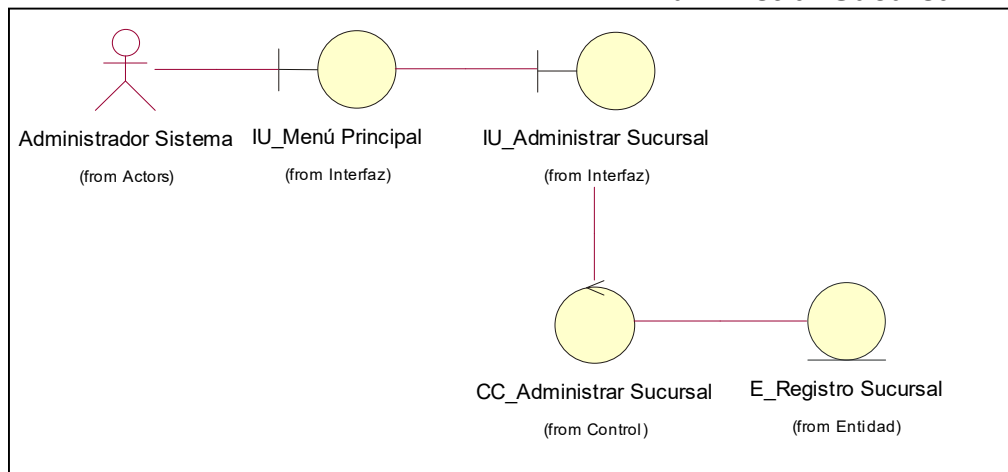 Administrador Sistema
(from Actors)
IU_Menú Principal
(from Interfaz)
IU_Administrar Sucursal
(from Interfaz)
CC_Administrar Sucursal
(from Control)
E_Registro Sucursal
(from Entidad)